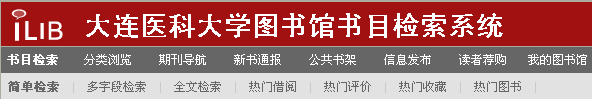 iLIB 大连医科大学图书馆书目检索系统
书目检索 分类浏览 期刊导航 新书通报 公共书架 信息发布 读者荐购 我的图书馆
简单检索 | 多字段检索 | 全文检索 | 热门借阅 | 热门评价 | 热门收藏 | 热门图书 |